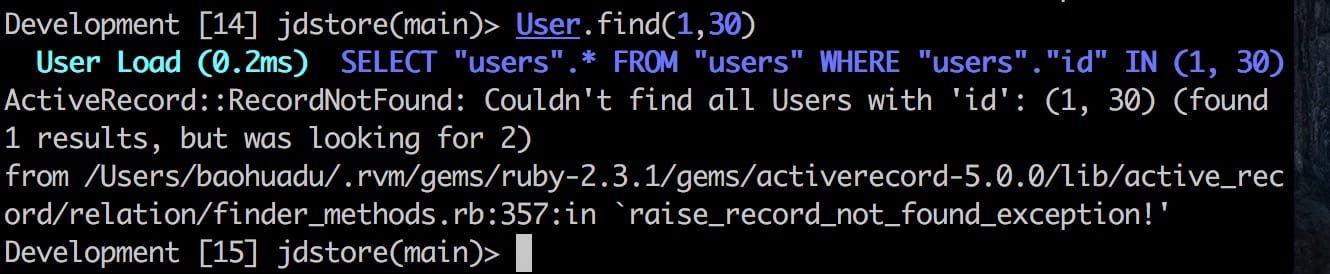 Development [14] jdstore(main)> User.find(1,30)
  User Load (0.2ms)  SELECT "users".* FROM "users" WHERE "users"."id" IN (1, 30)
ActiveRecord::RecordNotFound: Couldn't find all Users with 'id': (1, 30) (found
1 results, but was looking for 2)
from /Users/baohuadu/.rvm/gems/ruby-2.3.1/gems/activerecord-5.0.0/lib/active_rec
ord/relation/finder_methods.rb:357:in `raise_record_not_found_exception!'
Development [15] jdstore(main)>